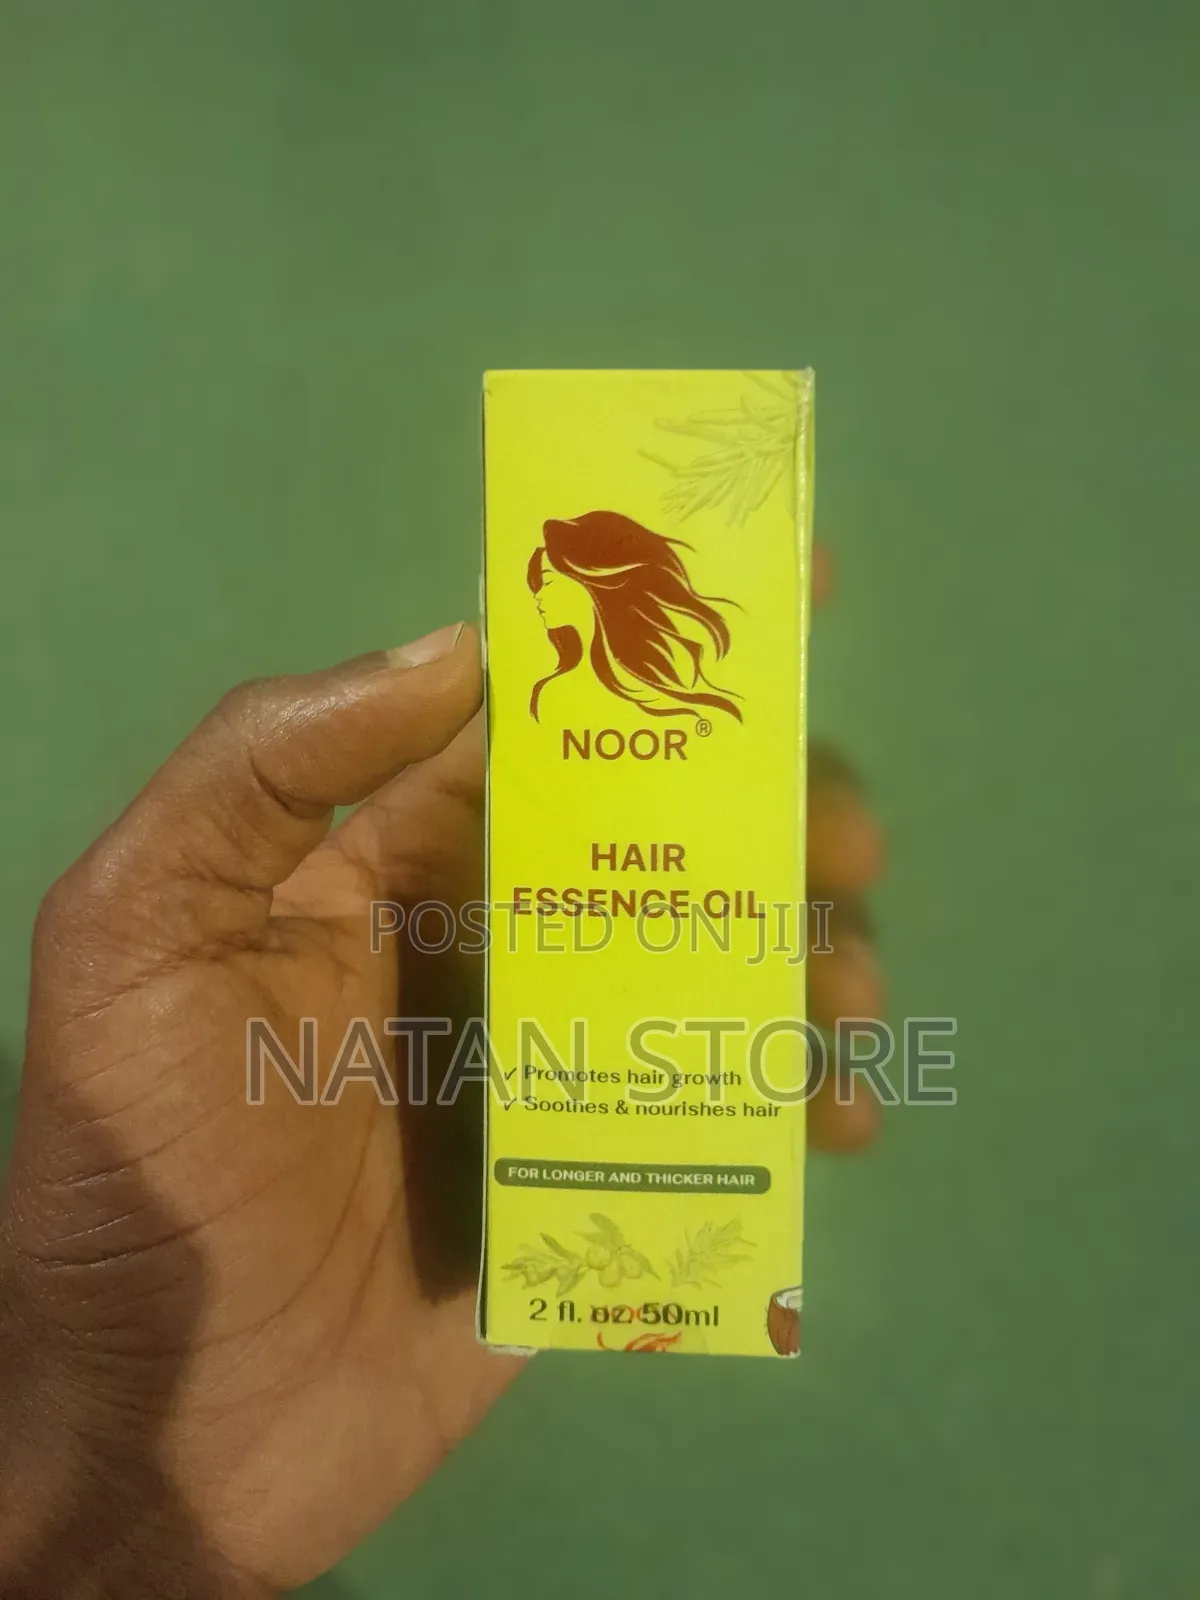 NOOR®
HAIR
ESSENCE OIL
POSTED ON JIJI
NATAN STORE
✓ Promotes hair growth
✓ Soothes & nourishes hair
FOR LONGER AND THICKER HAIR
2 fl. oz. 50ml